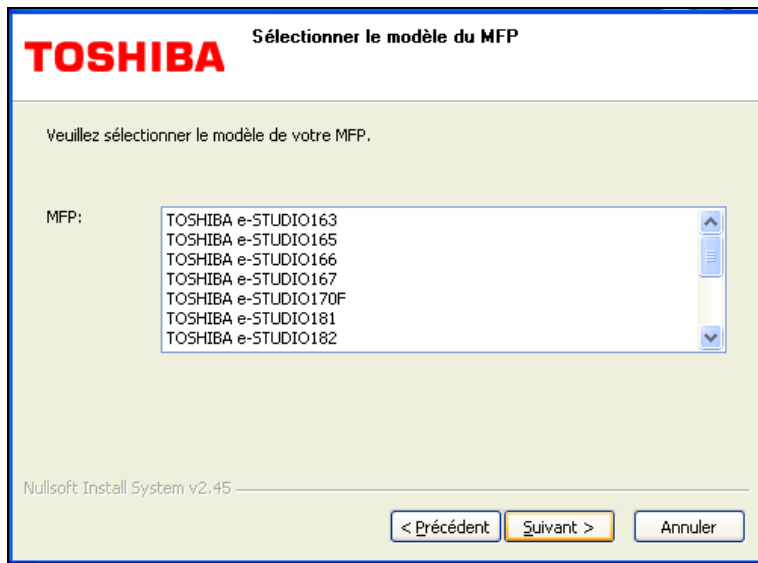 TOSHIBA
Sélectionner le modèle du MFP
Veuillez sélectionner le modèle de votre MFP.
MFP:
TOSHIBA e-STUDIO163
TOSHIBA e-STUDIO165
TOSHIBA e-STUDIO166
TOSHIBA e-STUDIO167
TOSHIBA e-STUDIO170F
TOSHIBA e-STUDIO181
TOSHIBA e-STUDIO182
Nullsoft Install System v2.45
< Précédent
Suivant >
Annuler